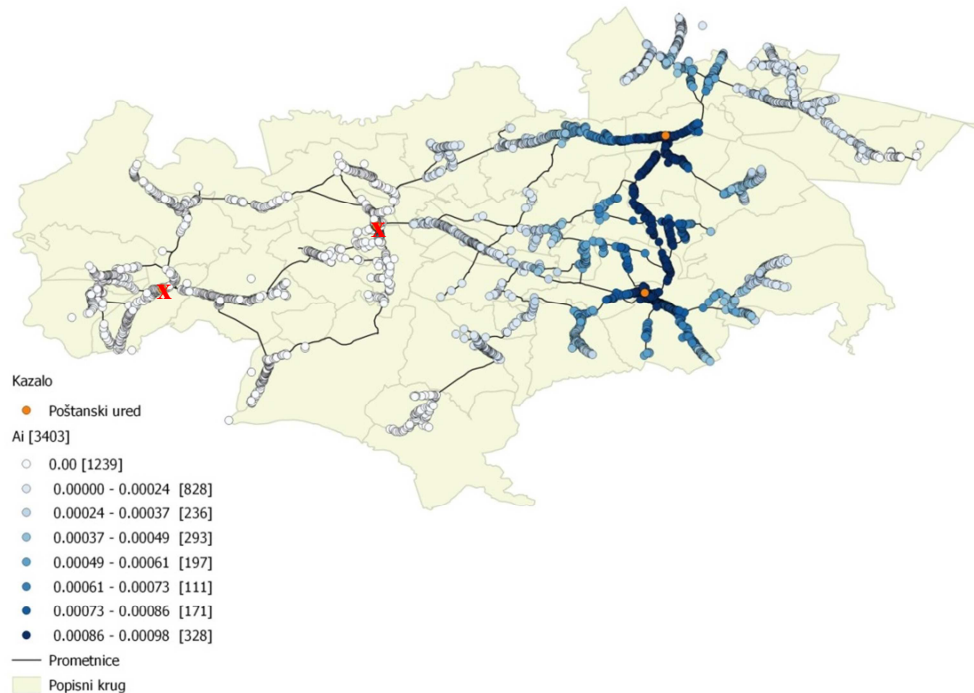 X
X
Kazalo
Poštanski ured
Ai [3403]
0.00 [1239]
0.00000 - 0.00024 [828]
0.00024 - 0.00037 [236]
0.00037 - 0.00049 [293]
0.00049 - 0.00061 [197]
0.00061 - 0.00073 [111]
0.00073 - 0.00086 [171]
0.00086 - 0.00098 [328]
Prometnice
Popisni krug